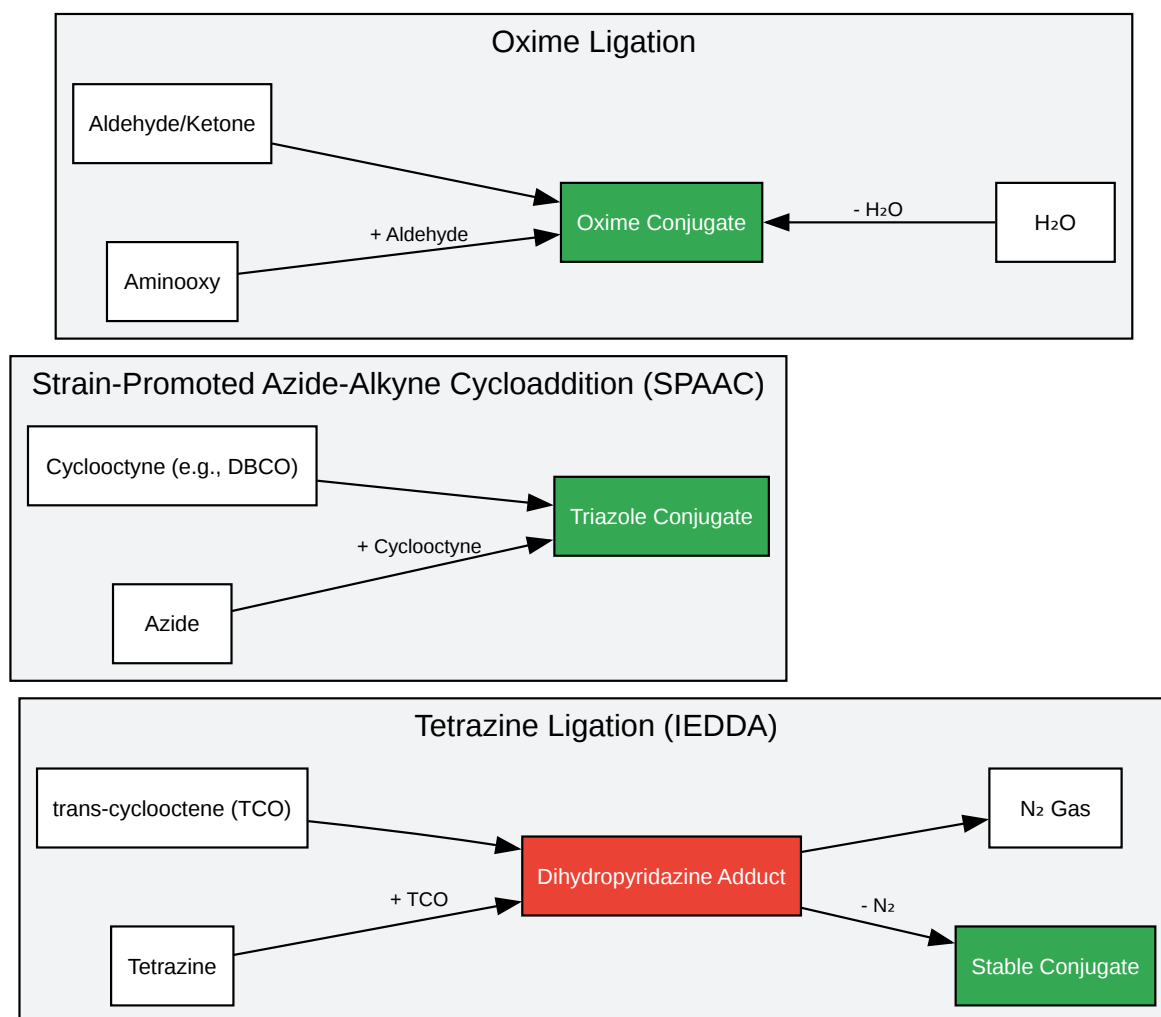 Oxime Ligation
Aldehyde/Ketone
Aminooxy
+ Aldehyde
Oxime Conjugate
- H₂O
H₂O
Strain-Promoted Azide-Alkyne Cycloaddition (SPAAC)
Cyclooctyne (e.g., DBCO)
Azide
+ Cyclooctyne
Triazole Conjugate
Tetrazine Ligation (IEDDA)
trans-cyclooctene (TCO)
Tetrazine
+ TCO
Dihydropyridazine Adduct
N₂ Gas
- N₂
Stable Conjugate